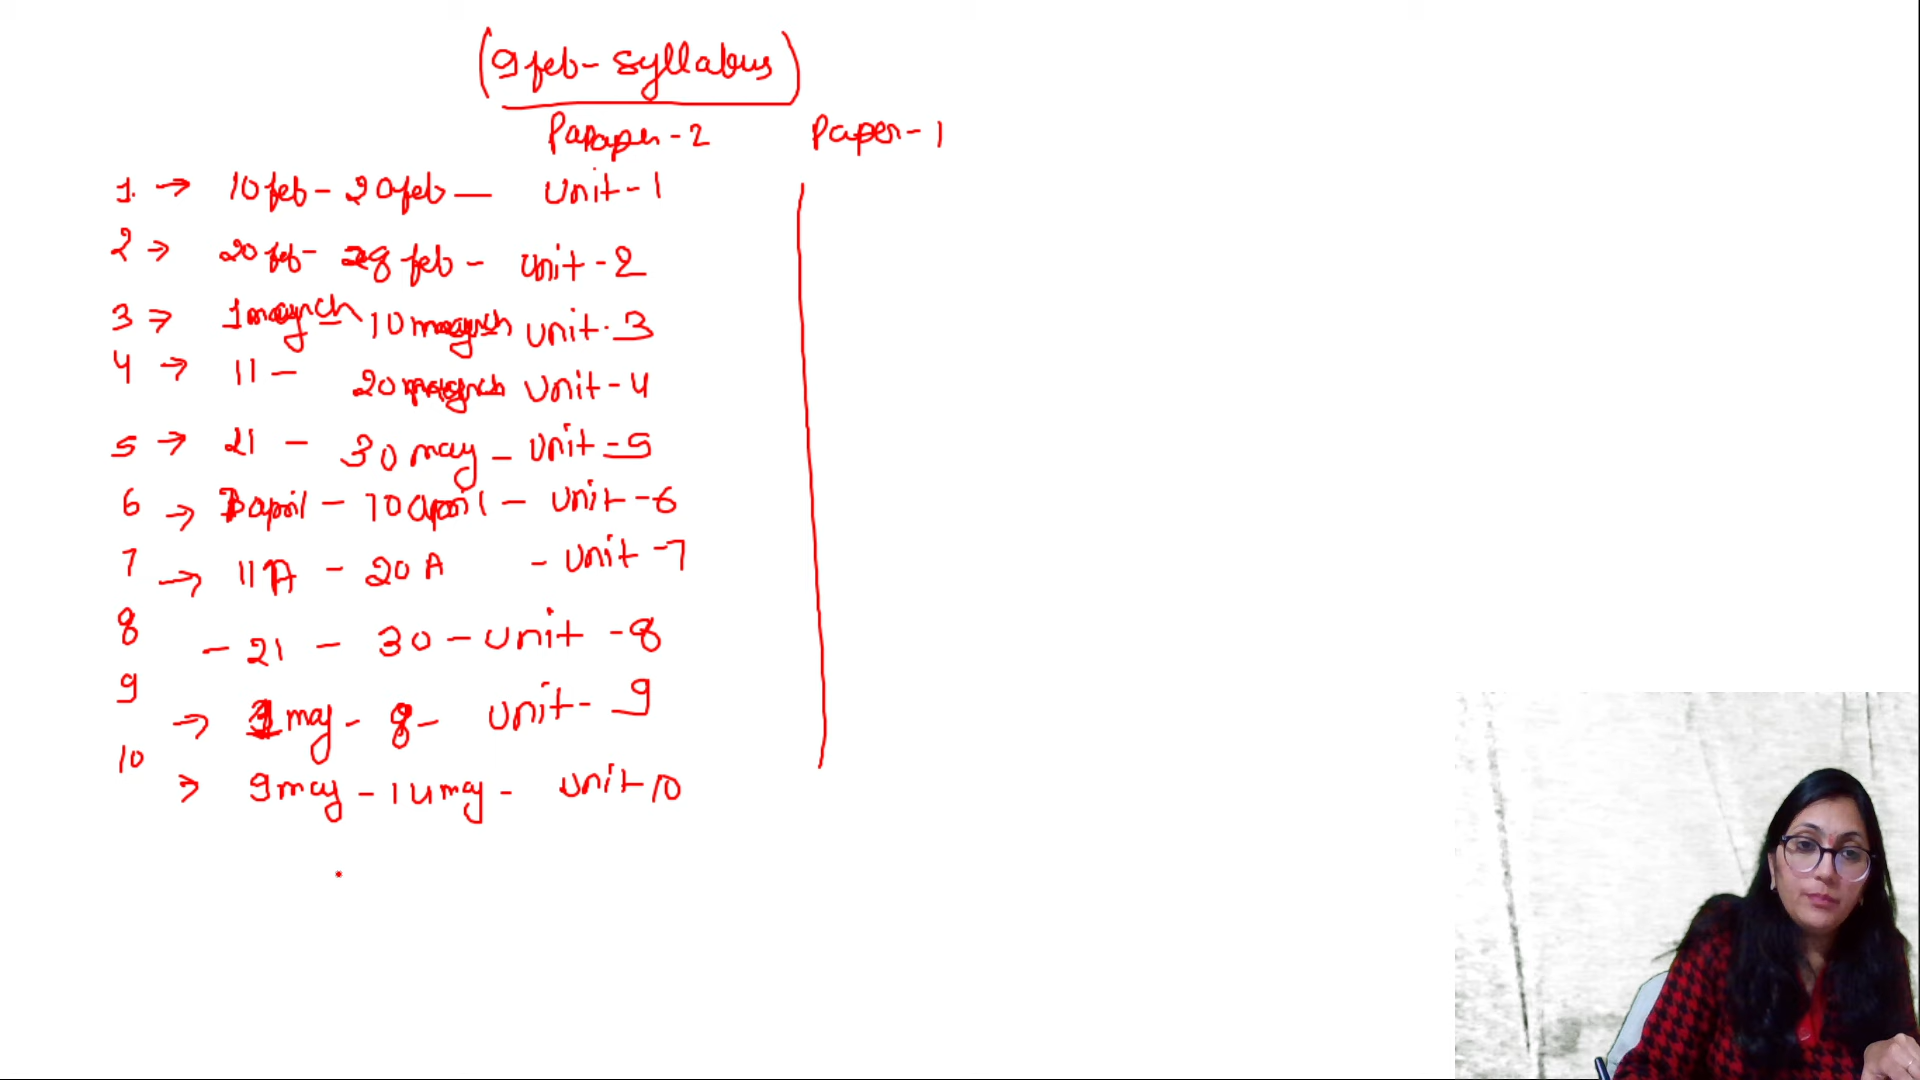 (9 feb - syllabus)
Paper - 2 Paper - 1
1. → 10 feb - 20 feb — Unit - 1
2 → 20 feb - 28 feb - Unit - 2
3 → 1 march - 10 march Unit - 3
4 → 11 - 20 march Unit - 4
5 → 21 - 30 may - Unit - 5
6 → 1 april - 10 april - Unit - 6
7 → 11 A - 20 A - Unit - 7
8 - 21 - 30 - Unit - 8
9 → 1 may - 8 - Unit - 9
10 → 9 may - 14 may - Unit 10